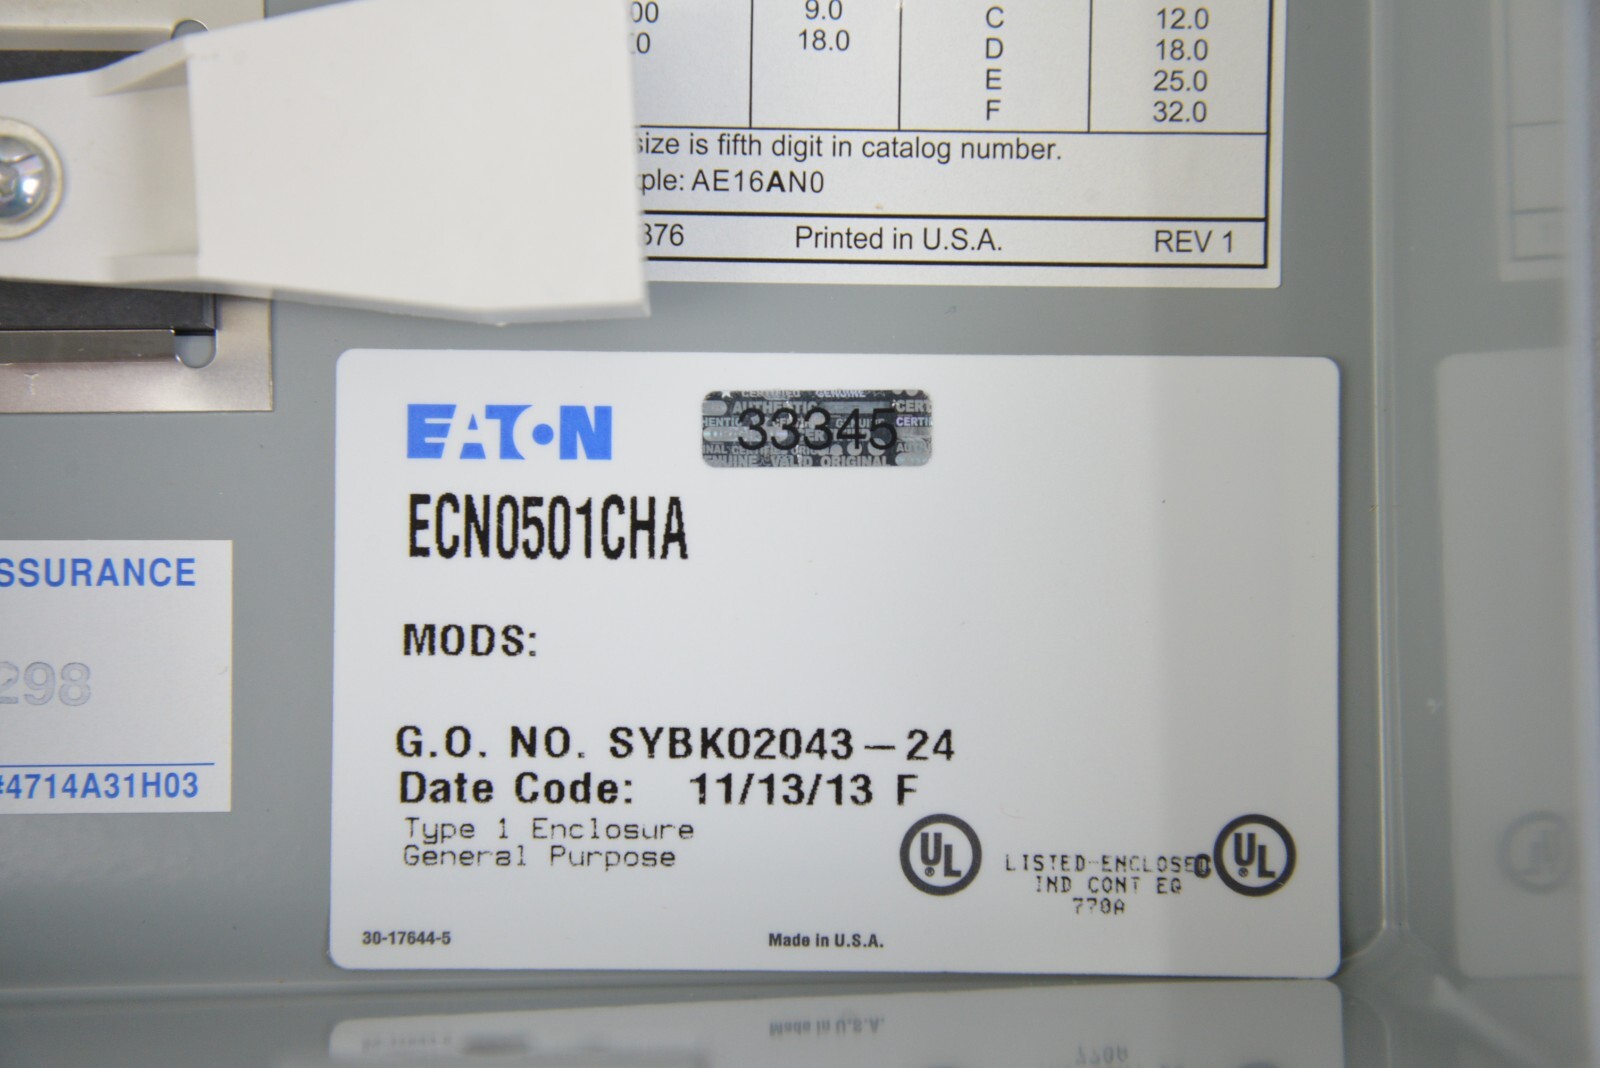 00 9.0 C 12.0
0 18.0 D 18.0
E 25.0
F 32.0
size is fifth digit in catalog number.
ple: AE16AN0
376 Printed in U.S.A. REV 1
EATON
33345
ECN0501CHA
SSURANCE
MODS:
298
G.O. NO. SYBK02043-24
#4714A31H03
Date Code: 11/13/13 F
Type 1 Enclosure
General Purpose
UL
LISTED-ENCLOSED
IND CONT EQ
770A
C UL
30-17644-5
Made in U.S.A.